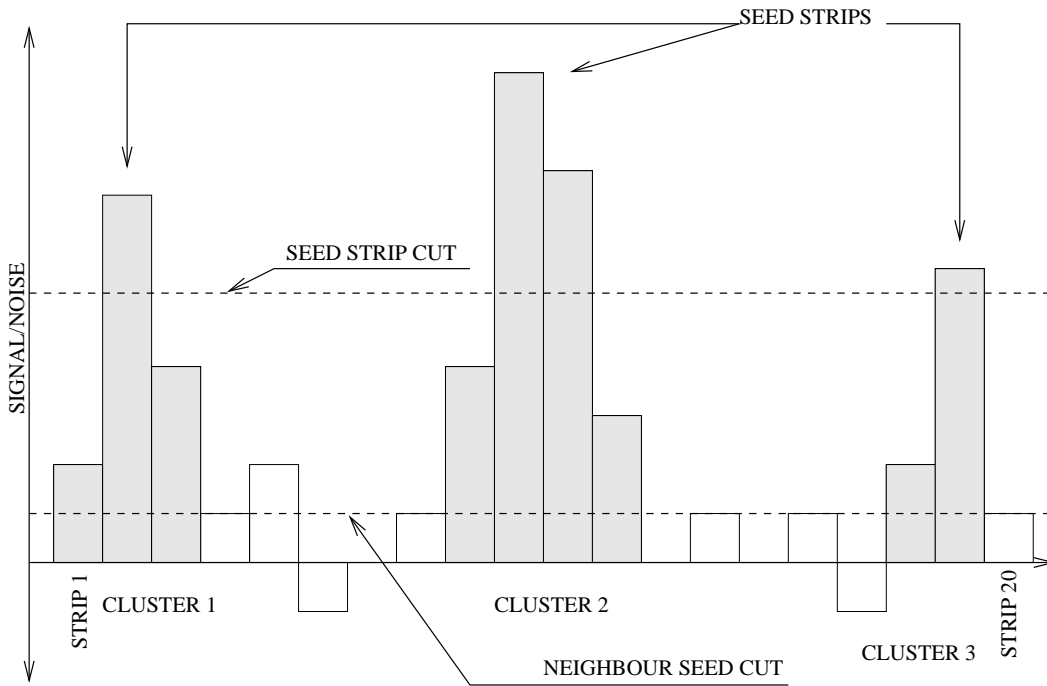 SEED STRIPS
SEED STRIP CUT
SIGNAL/NOISE
STRIP 1
CLUSTER 1
CLUSTER 2
STRIP 20
CLUSTER 3
NEIGHBOUR SEED CUT